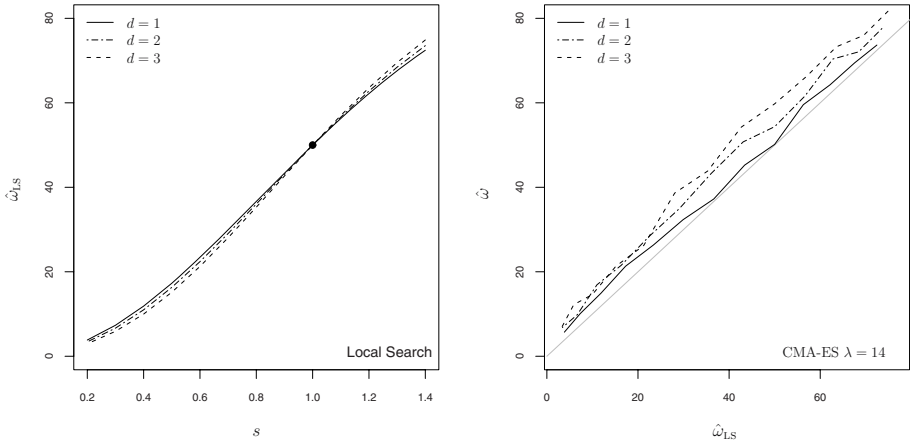 d = 1
d = 2
d = 3
80
60
40
20
0
ω̂LS
Local Search
0.2 0.4 0.6 0.8 1.0 1.2 1.4
s
d = 1
d = 2
d = 3
80
60
40
20
0
ω̂
CMA-ES λ = 14
0 20 40 60
ω̂LS